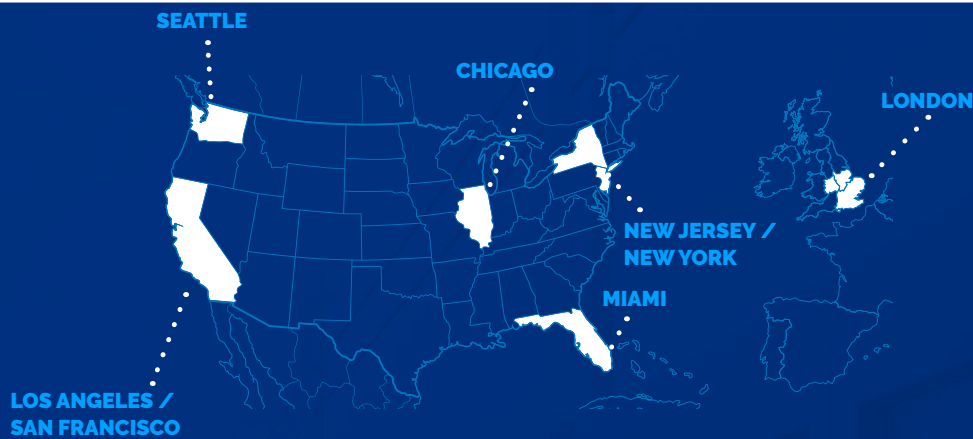 SEATTLE
CHICAGO
LONDON
NEW JERSEY /
NEW YORK
MIAMI
LOS ANGELES /
SAN FRANCISCO